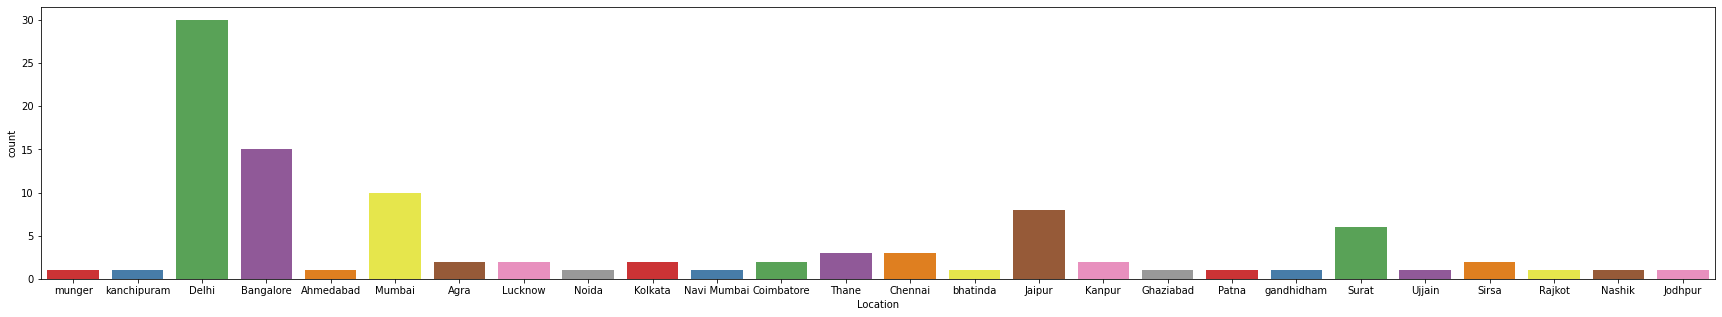 30
25
20
15
10
5
0
count
munger kanchipuram Delhi Bangalore Ahmedabad Mumbai Agra Lucknow Noida Kolkata Navi Mumbai Coimbatore Thane Chennai bhatinda Jaipur Kanpur Ghaziabad Patna gandhidham Surat Ujjain Sirsa Rajkot Nashik Jodhpur
Location